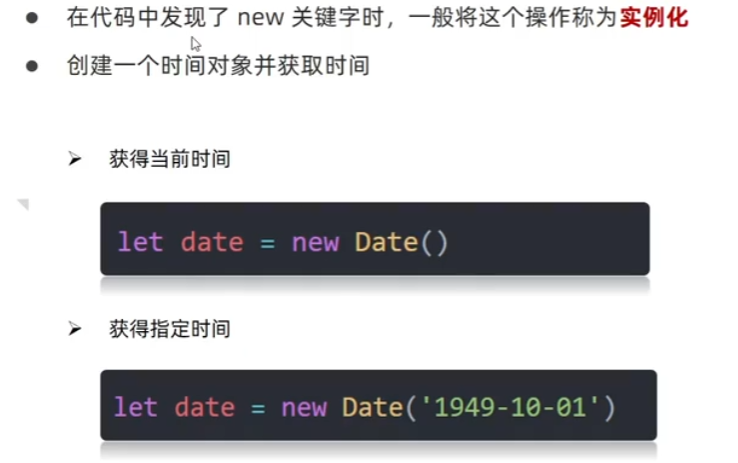 在代码中发现了 new 关键字时，一般将这个操作称为实例化
创建一个时间对象并获取时间
获得当前时间
let date = new Date()
获得指定时间
let date = new Date('1949-10-01')